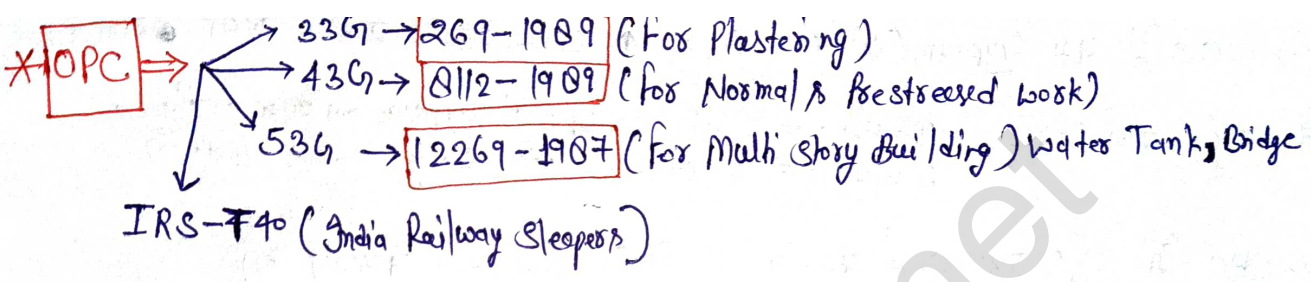 33G → 269-1989 (For Plastering)
* OPC ⇒ 43G → 8112-1989 (for Normal & Prestressed work)
53G → 12269-1987 (for Multi Story Building) Water Tank, Bridge
IRS-T40 (India Railway Sleepers)
net